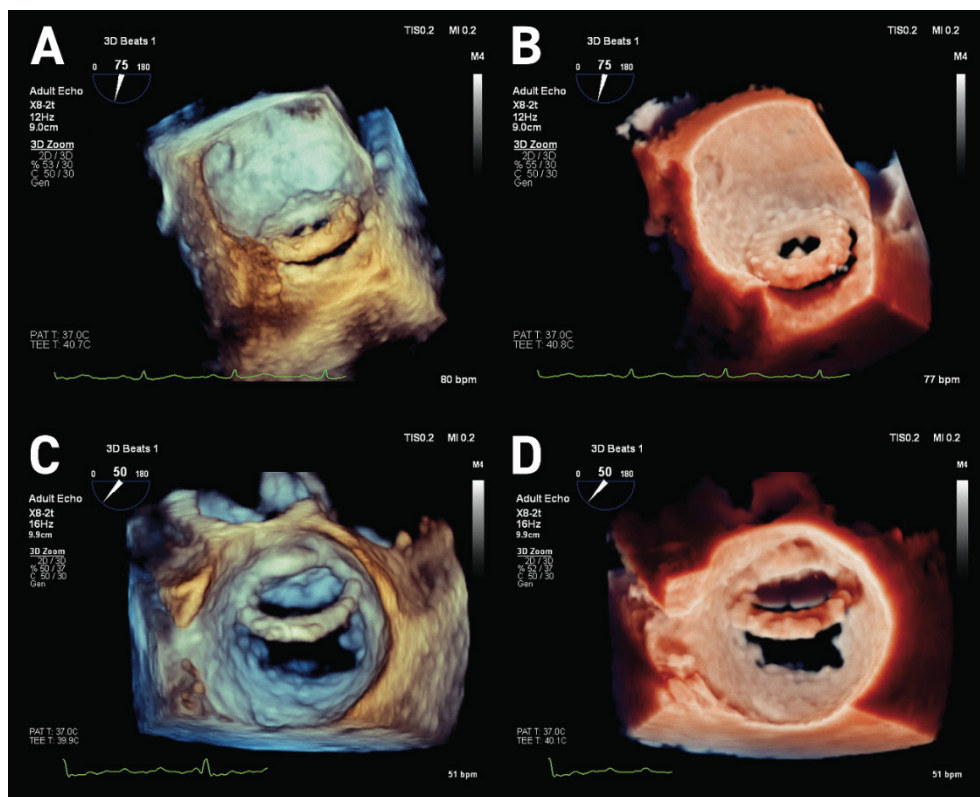 A
3D Beats 1
TIS0.2 MI 0.2
0 75 180
M4
Adult Echo
X8-2t
12Hz
9.0cm
3D Zoom
2D / 3D
% 53 / 30
C 50 / 30
Gen
PAT T: 37.0C
TEE T: 40.7C
80 bpm
B
3D Beats 1
TIS0.2 MI 0.2
0 75 180
M4
Adult Echo
X8-2t
12Hz
9.0cm
3D Zoom
2D / 3D
% 55 / 30
C 50 / 30
Gen
PAT T: 37.0C
TEE T: 40.8C
77 bpm
C
3D Beats 1
TIS0.2 MI 0.2
0 50 180
M4
Adult Echo
X8-2t
16Hz
9.9cm
3D Zoom
2D / 3D
% 50 / 37
C 50 / 30
Gen
PAT T: 37.0C
TEE T: 39.9C
51 bpm
D
3D Beats 1
TIS0.2 MI 0.2
0 50 180
M4
Adult Echo
X8-2t
16Hz
9.9cm
3D Zoom
2D / 3D
% 52 / 37
C 50 / 30
Gen
PAT T: 37.0C
TEE T: 40.1C
51 bpm